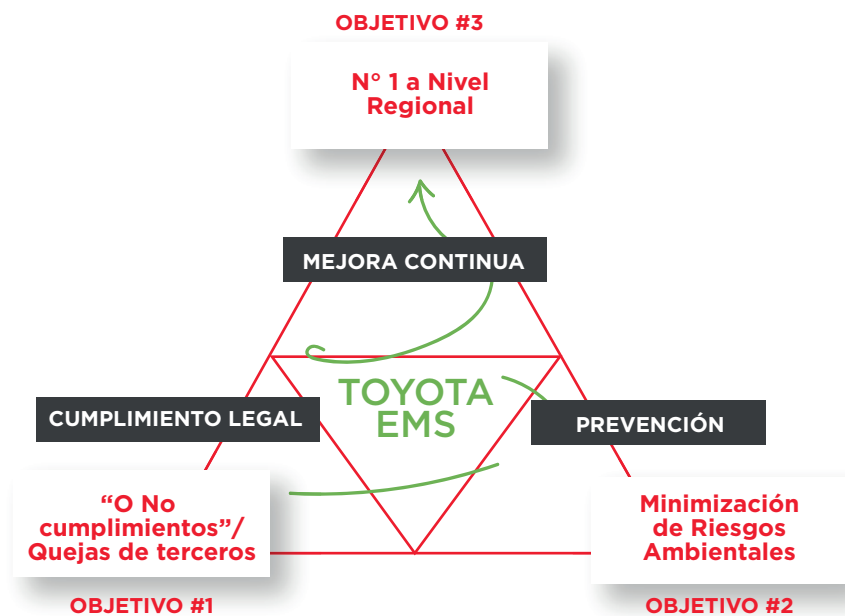 OBJETIVO #3
N° 1 a Nivel
Regional
MEJORA CONTINUA
TOYOTA
EMS
CUMPLIMIENTO LEGAL
PREVENCIÓN
“O No
cumplimientos”/
Quejas de terceros
Minimización
de Riesgos
Ambientales
OBJETIVO #1
OBJETIVO #2